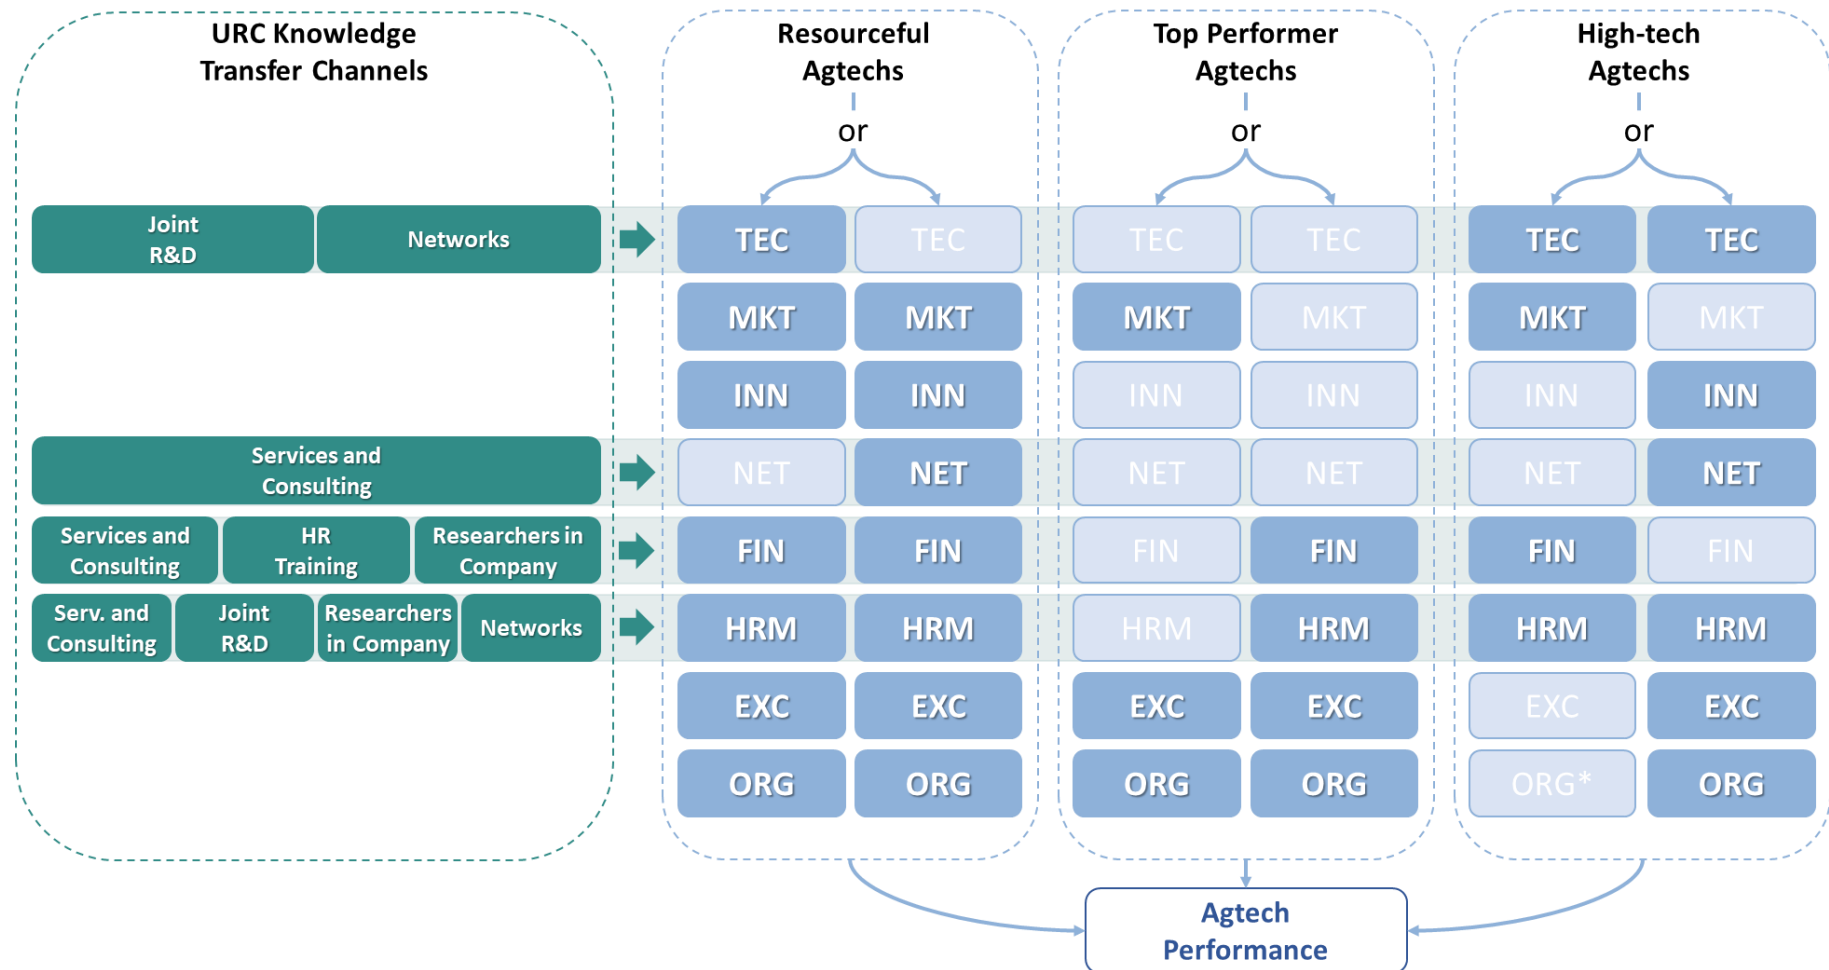 URC Knowledge
Transfer Channels
Resourceful
Agtechs
Top Performer
Agtechs
High-tech
Agtechs
or
or
or
Joint
R&D
Networks
TEC
TEC
TEC
TEC
TEC
TEC
MKT
MKT
MKT
MKT
MKT
MKT
INN
INN
INN
INN
INN
INN
Services and
Consulting
NET
NET
NET
NET
NET
NET
Services and
Consulting
HR
Training
Researchers in
Company
FIN
FIN
FIN
FIN
FIN
FIN
Serv. and
Consulting
Joint
R&D
Researchers
in Company
Networks
HRM
HRM
HRM
HRM
HRM
HRM
EXC
EXC
EXC
EXC
EXC
EXC
ORG
ORG
ORG
ORG
ORG*
ORG
Agtech
Performance